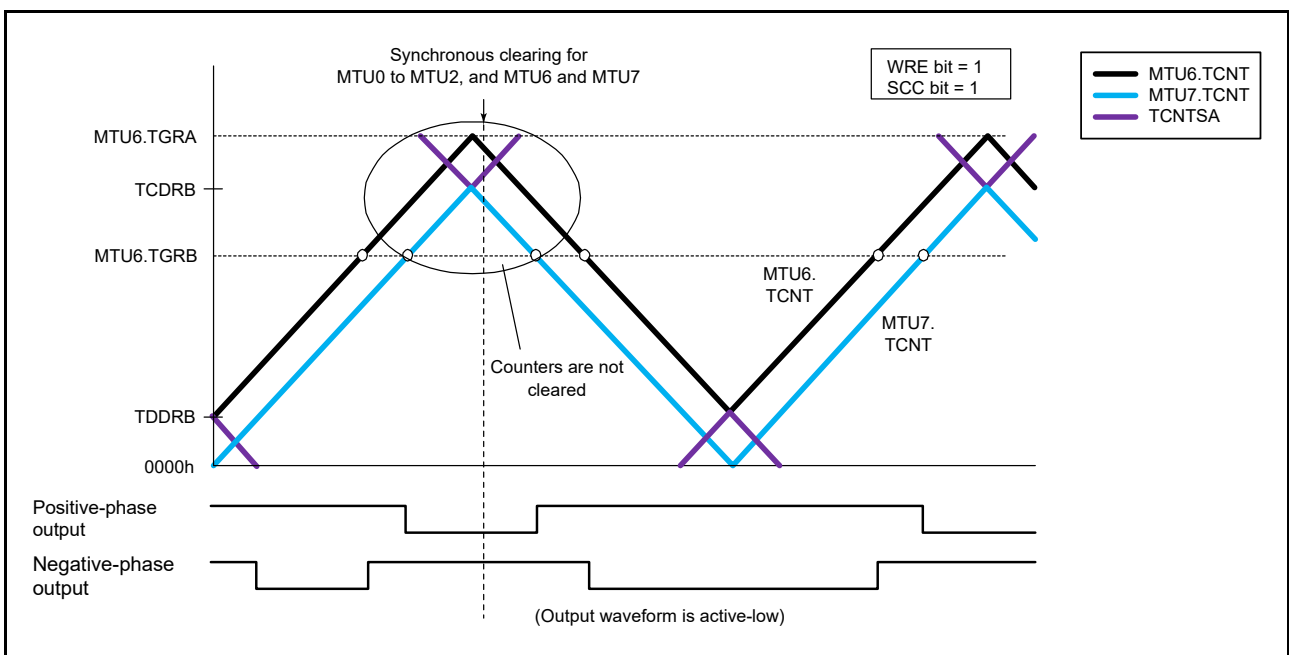 Synchronous clearing for
MTU0 to MTU2, and MTU6 and MTU7
WRE bit = 1
SCC bit = 1
MTU6.TCNT
MTU7.TCNT
TCNTSA
MTU6.TGRA
TCDRB
MTU6.TGRB
MTU6.
TCNT
MTU7.
TCNT
Counters are not
cleared
TDDRB
0000h
Positive-phase
output
Negative-phase
output
(Output waveform is active-low)